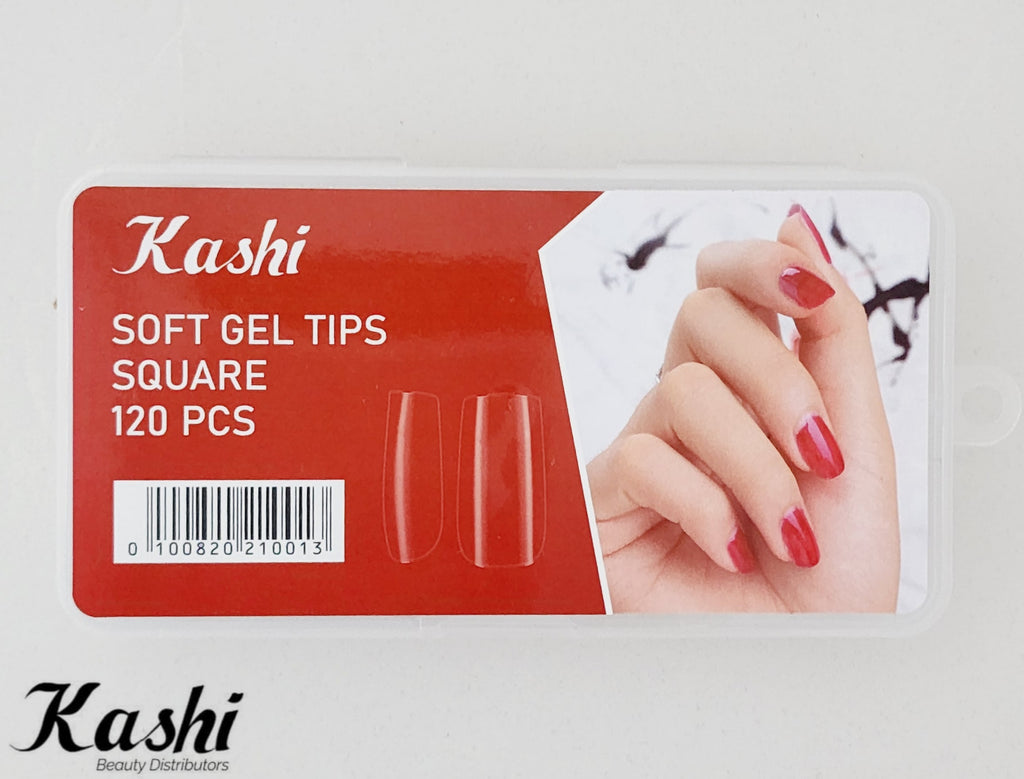 Kashi
SOFT GEL TIPS
SQUARE
120 PCS
0 100820 210013
Kashi
Beauty Distributors